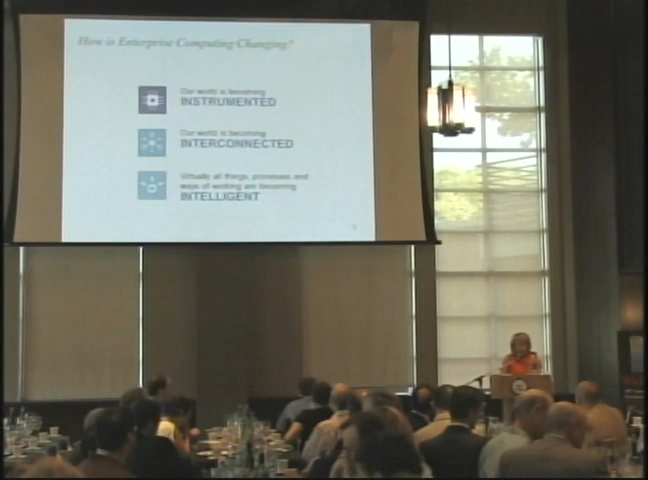 How is Enterprise Computing Changing?
Our world is becoming
INSTRUMENTED
Our world is becoming
INTERCONNECTED
Virtually all things, processes and
ways of working are becoming
INTELLIGENT